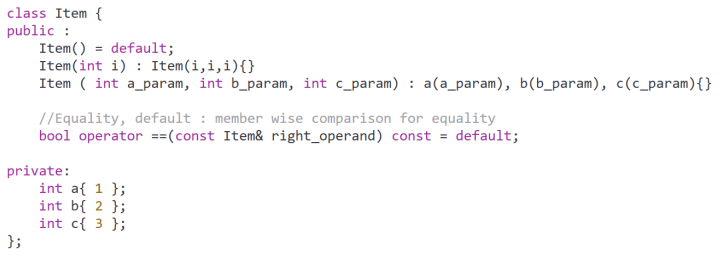 class Item {
public :
    Item() = default;
    Item(int i) : Item(i,i,i){}
    Item ( int a_param, int b_param, int c_param) : a(a_param), b(b_param), c(c_param){}

    //Equality, default : member wise comparison for equality
    bool operator ==(const Item& right_operand) const = default;

private:
    int a{ 1 };
    int b{ 2 };
    int c{ 3 };
};